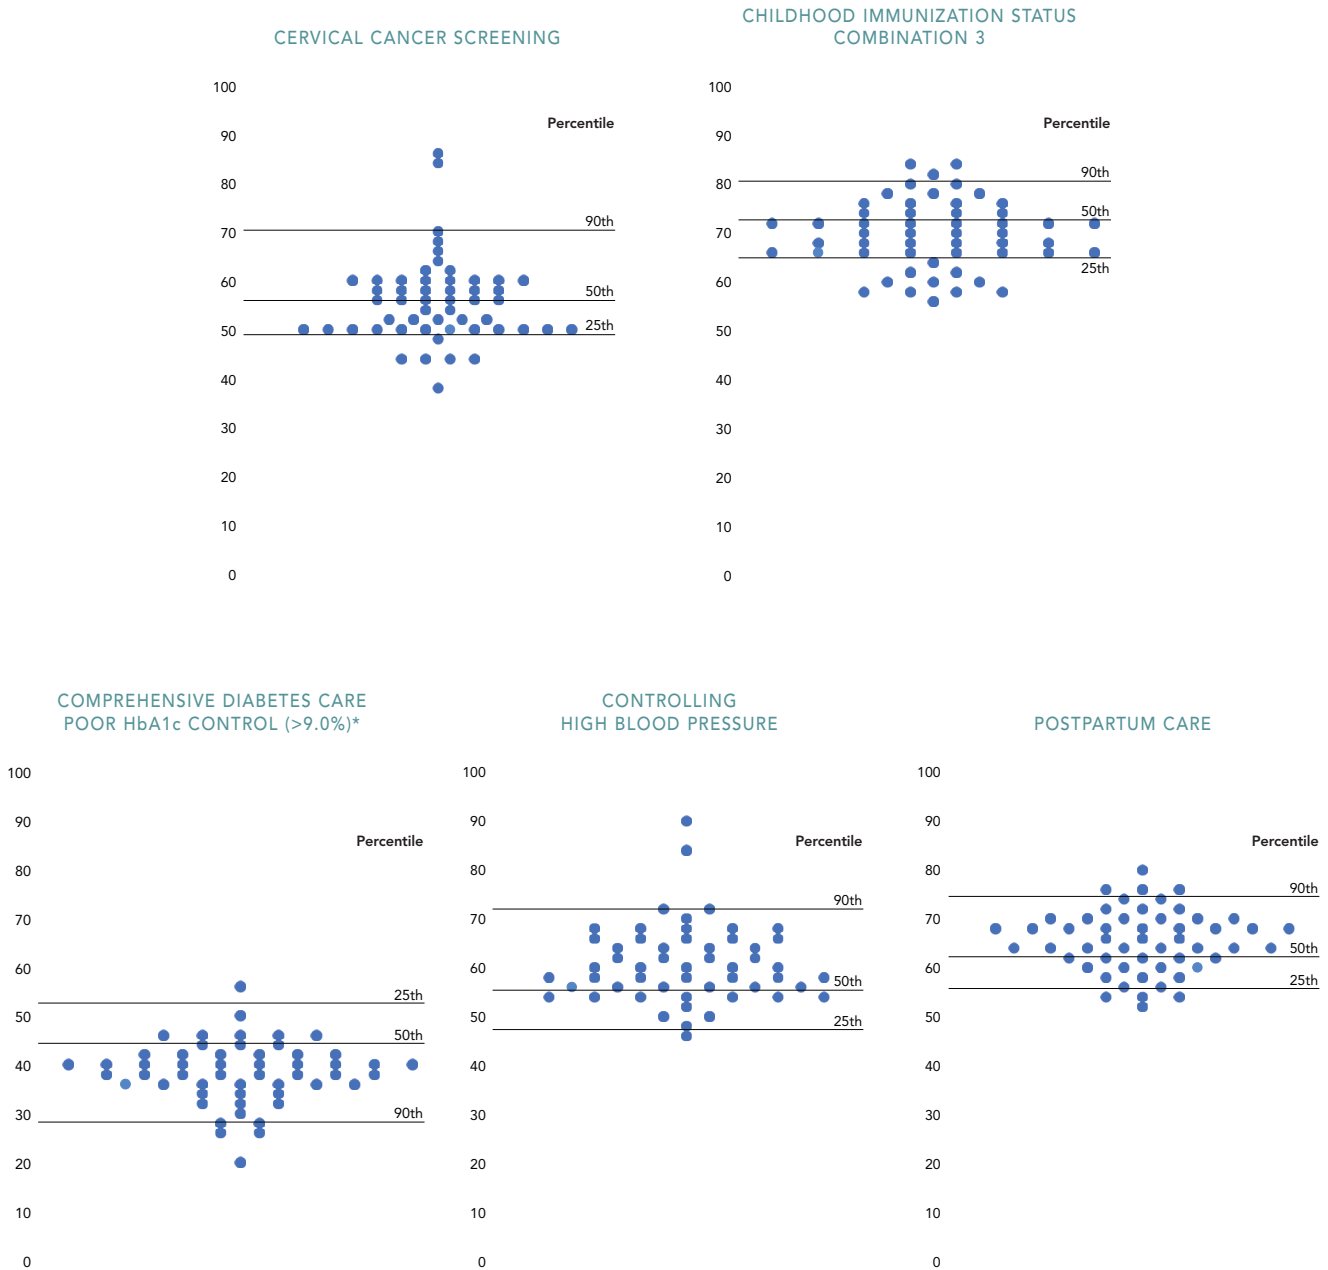 CERVICAL CANCER SCREENING
100
90
80
70
60
50
40
30
20
10
0
Percentile
90th
50th
25th
CHILDHOOD IMMUNIZATION STATUS
COMBINATION 3
100
90
80
70
60
50
40
30
20
10
0
Percentile
90th
50th
25th
COMPREHENSIVE DIABETES CARE
POOR HbA1c CONTROL (>9.0%)*
100
90
80
70
60
50
40
30
20
10
0
Percentile
25th
50th
90th
CONTROLLING
HIGH BLOOD PRESSURE
100
90
80
70
60
50
40
30
20
10
0
Percentile
90th
50th
25th
POSTPARTUM CARE
100
90
80
70
60
50
40
30
20
10
0
Percentile
90th
50th
25th